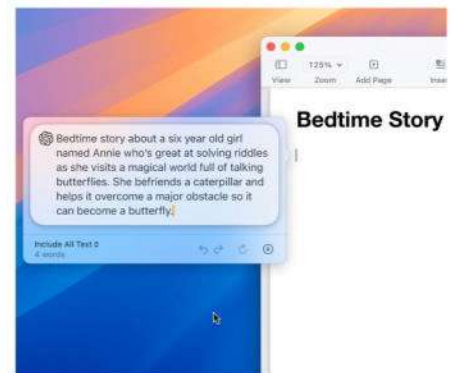 125%
View Zoom Add Page Insert
Bedtime Story
Bedtime story about a six year old girl
named Annie who's great at solving riddles
as she visits a magical world full of talking
butterflies. She befriends a caterpillar and
helps it overcome a major obstacle so it
can become a butterfly.
Include All Text
4 words